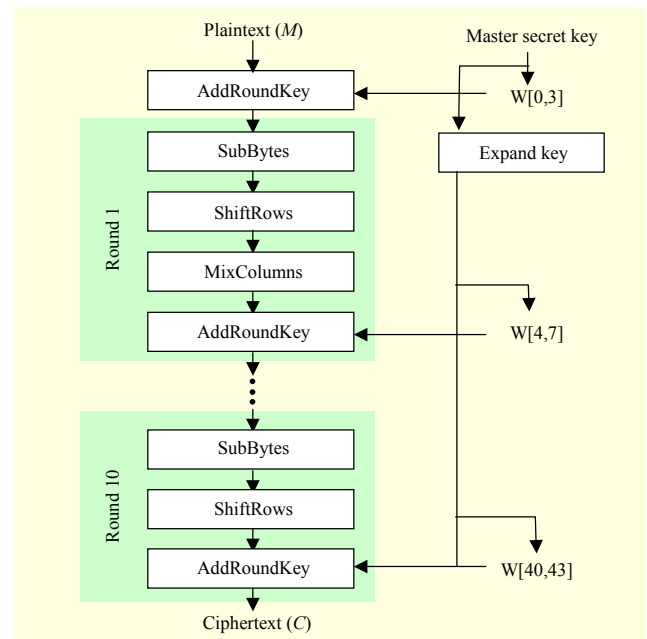 Plaintext (M)
Master secret key
AddRoundKey
W[0,3]
SubBytes
Expand key
ShiftRows
Round 1
MixColumns
AddRoundKey
W[4,7]
SubBytes
ShiftRows
Round 10
AddRoundKey
W[40,43]
Ciphertext (C)